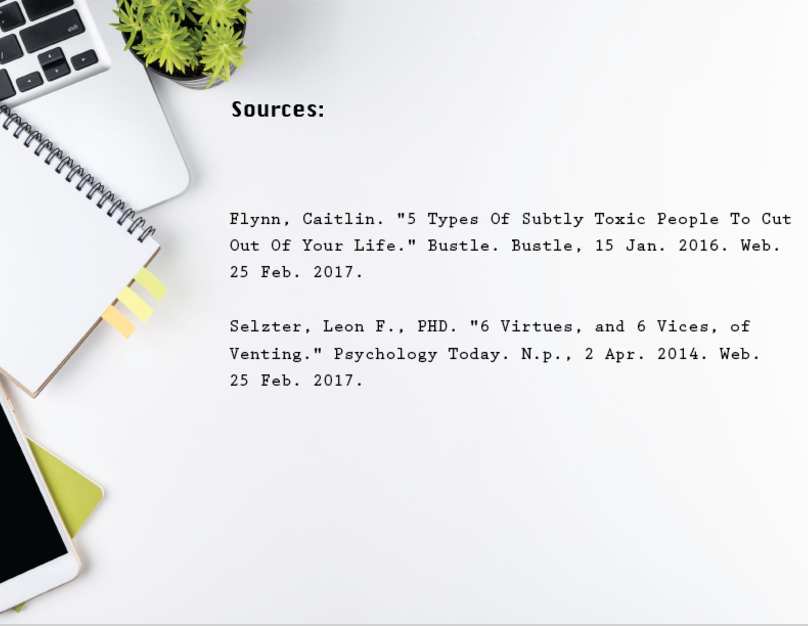 shift
Sources:
Flynn, Caitlin. "5 Types Of Subtly Toxic People To Cut
Out Of Your Life." Bustle. Bustle, 15 Jan. 2016. Web.
25 Feb. 2017.
Selzter, Leon F., PHD. "6 Virtues, and 6 Vices, of
Venting." Psychology Today. N.p., 2 Apr. 2014. Web.
25 Feb. 2017.